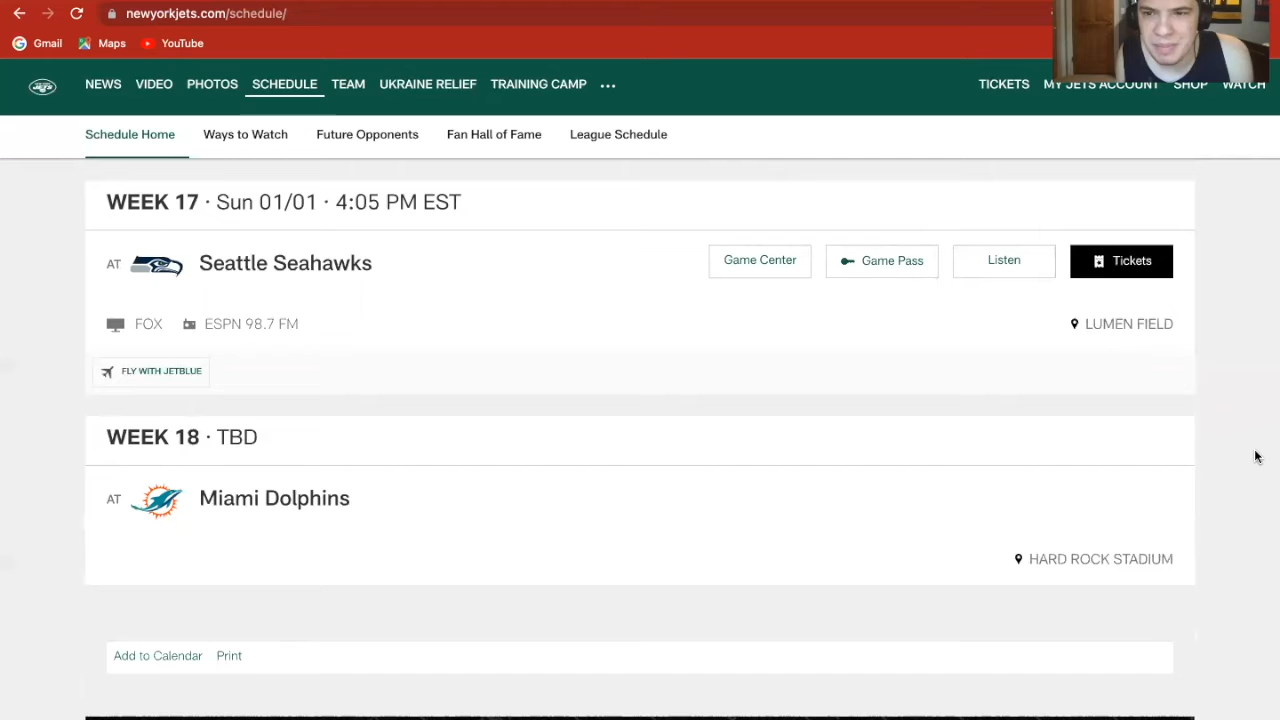 newyorkjets.com/schedule/
Gmail Maps YouTube
JETS
NEWS VIDEO PHOTOS SCHEDULE TEAM UKRAINE RELIEF TRAINING CAMP ... TICKETS MY JETS ACCOUNT SHOP WATCH
Schedule Home Ways to Watch Future Opponents Fan Hall of Fame League Schedule
WEEK 17 · Sun 01/01 · 4:05 PM EST
AT Seattle Seahawks Game Center Game Pass Listen Tickets
FOX ESPN 98.7 FM LUMEN FIELD
FLY WITH JETBLUE
WEEK 18 · TBD
AT Miami Dolphins
HARD ROCK STADIUM
Add to Calendar Print